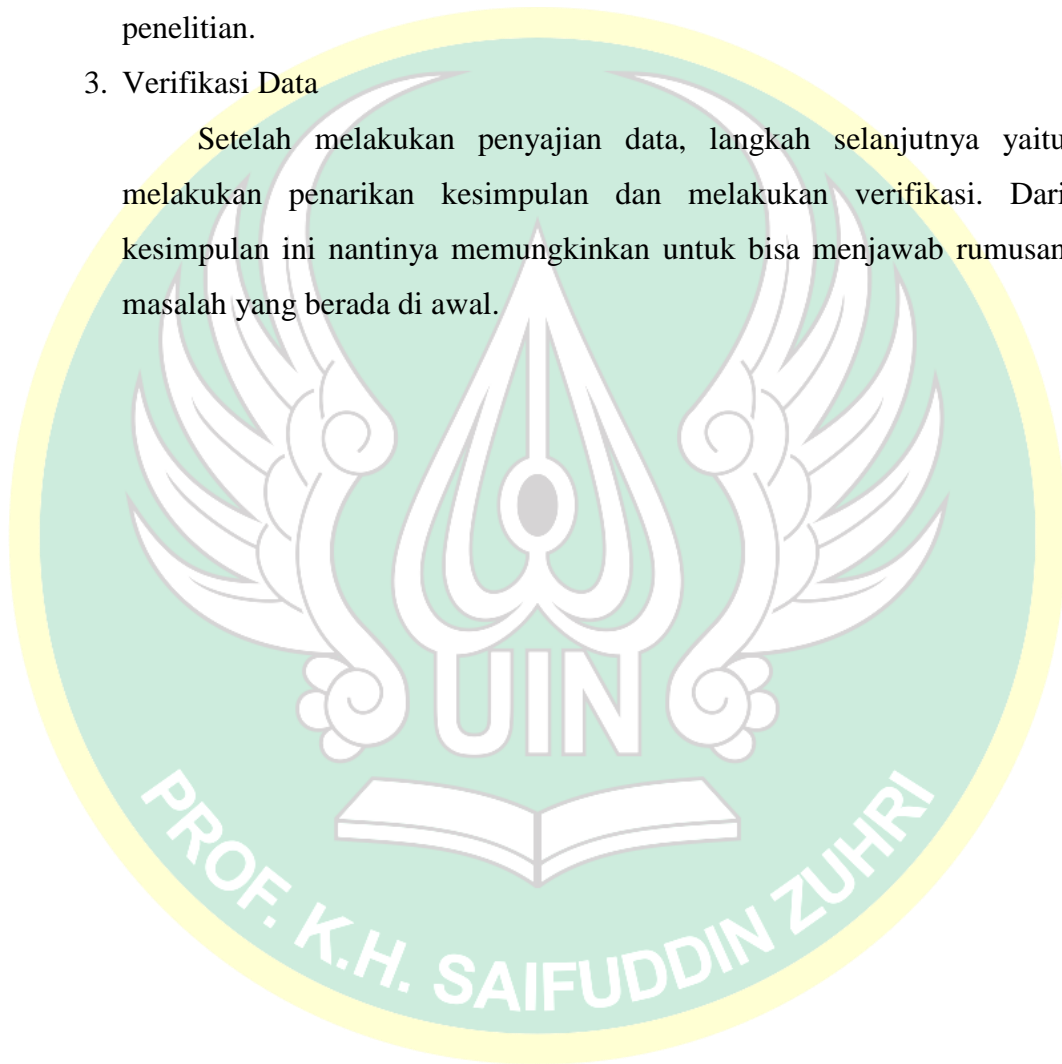 penelitian.
3. Verifikasi Data
Setelah melakukan penyajian data, langkah selanjutnya yaitu
melakukan penarikan kesimpulan dan melakukan verifikasi. Dari
kesimpulan ini nantinya memungkinkan untuk bisa menjawab rumusan
masalah yang berada di awal.
UIN
PROF. K.H. SAIFUDDIN ZUHRI